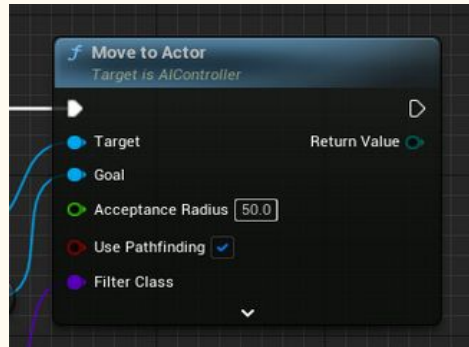 f Move to Actor
Target is AIController
Target
Return Value
Goal
Acceptance Radius 50.0
Use Pathfinding
Filter Class